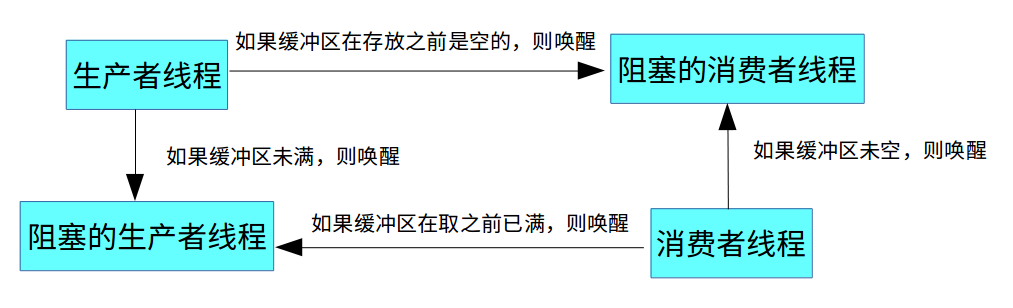 如果缓冲区在存放之前是空的，则唤醒
生产者线程
阻塞的消费者线程
如果缓冲区未满，则唤醒
如果缓冲区未空，则唤醒
阻塞的生产者线程
如果缓冲区在取之前已满，则唤醒
消费者线程